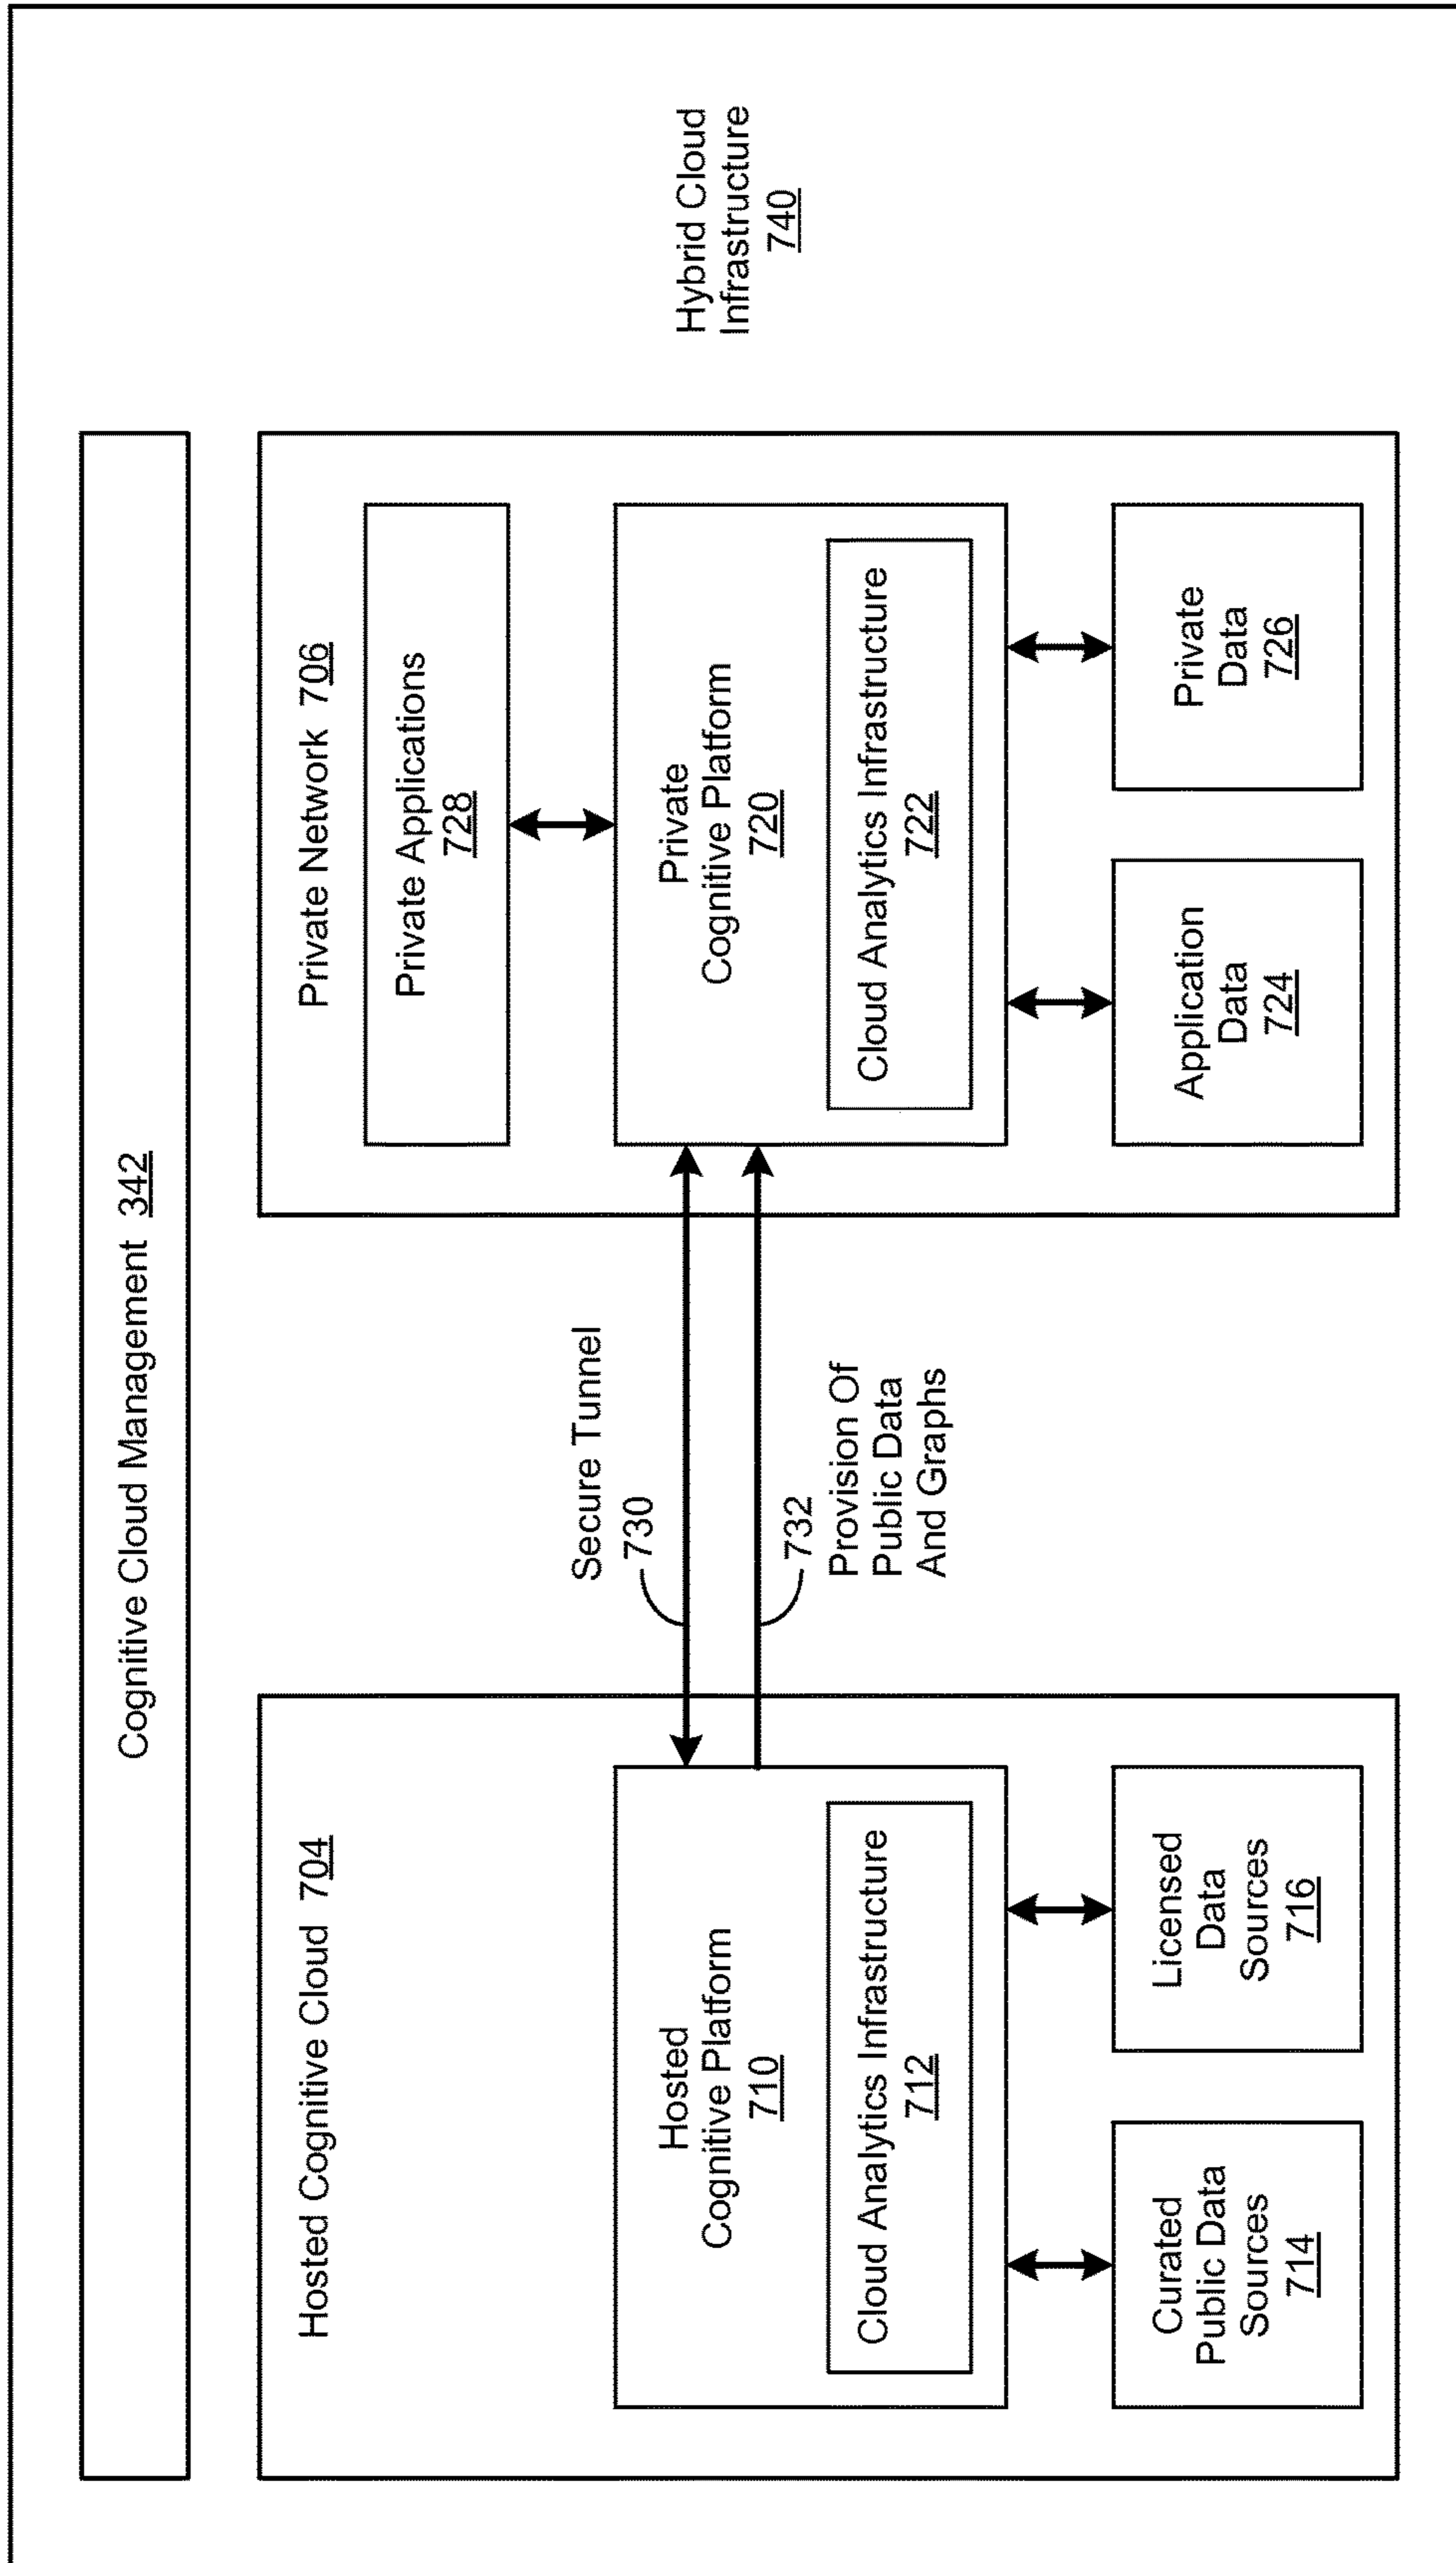 Cognitive Cloud Management 342
Hosted Cognitive Cloud 704
Hosted
Cognitive Platform
710
Cloud Analytics Infrastructure
712
Curated
Public Data
Sources
714
Licensed
Data
Sources
716
Secure Tunnel
730
732
Provision Of
Public Data
And Graphs
Private Network 706
Private Applications
728
Private
Cognitive Platform
720
Cloud Analytics Infrastructure
722
Application
Data
724
Private
Data
726
Hybrid Cloud
Infrastructure
740